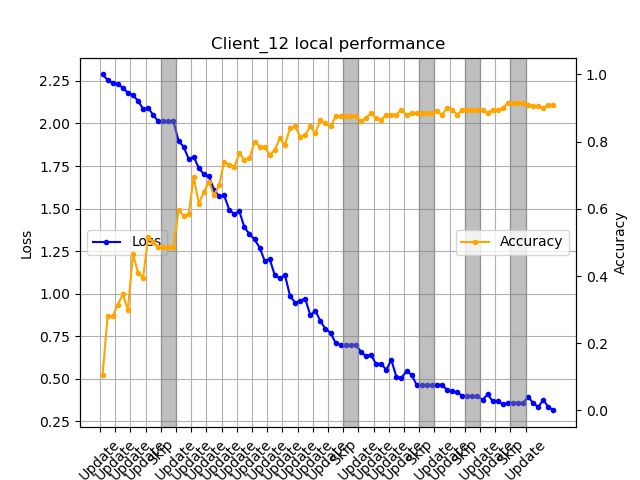 Client_12 local performance
2.25
2.00
1.75
1.50
1.25
1.00
0.75
0.50
0.25
Loss
Loss
Accuracy
1.0
0.8
0.6
0.4
0.2
0.0
Accuracy
Update
Update
Update
Update
Skip
Update
Update
Update
Update
Update
Update
Update
Update
Update
Update
Update
Skip
Update
Update
Update
Update
Skip
Update
Update
Skip
Update
Update
Skip
Update